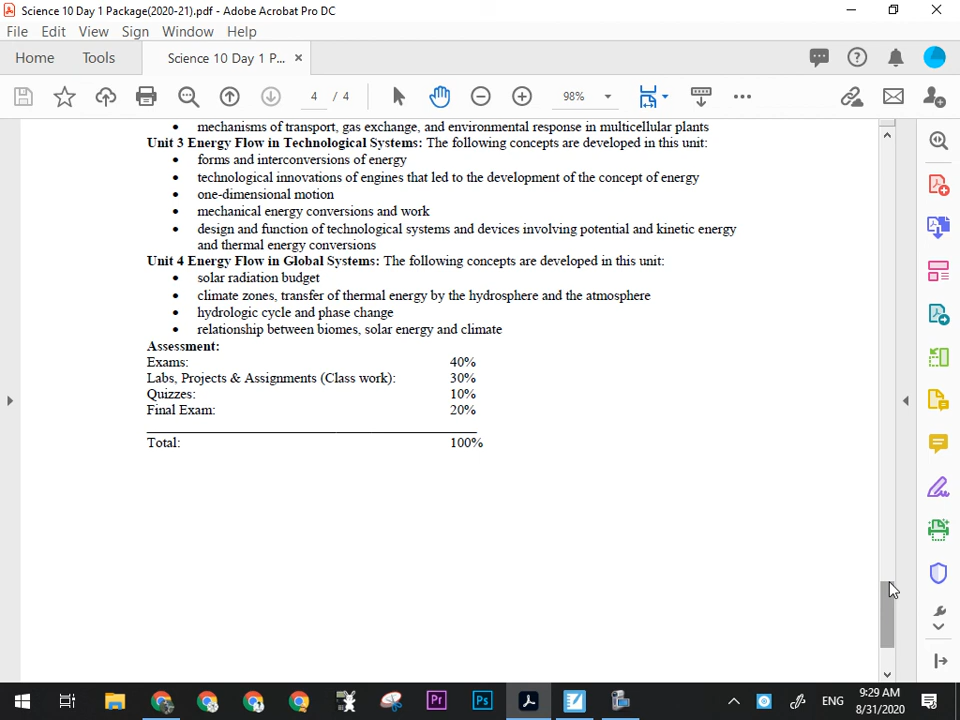 Science 10 Day 1 Package(2020-21).pdf - Adobe Acrobat Pro DC
File Edit View Sign Window Help
Home Tools Science 10 Day 1 P... ×
4 / 4 98%
• mechanisms of transport, gas exchange, and environmental response in multicellular plants
Unit 3 Energy Flow in Technological Systems: The following concepts are developed in this unit:
• forms and interconversions of energy
• technological innovations of engines that led to the development of the concept of energy
• one-dimensional motion
• mechanical energy conversions and work
• design and function of technological systems and devices involving potential and kinetic energy
and thermal energy conversions
Unit 4 Energy Flow in Global Systems: The following concepts are developed in this unit:
• solar radiation budget
• climate zones, transfer of thermal energy by the hydrosphere and the atmosphere
• hydrologic cycle and phase change
• relationship between biomes, solar energy and climate
Assessment:
Exams: 40%
Labs, Projects & Assignments (Class work): 30%
Quizzes: 10%
Final Exam: 20%
Total: 100%
Pr Ps ENG 9:29 AM
8/31/2020